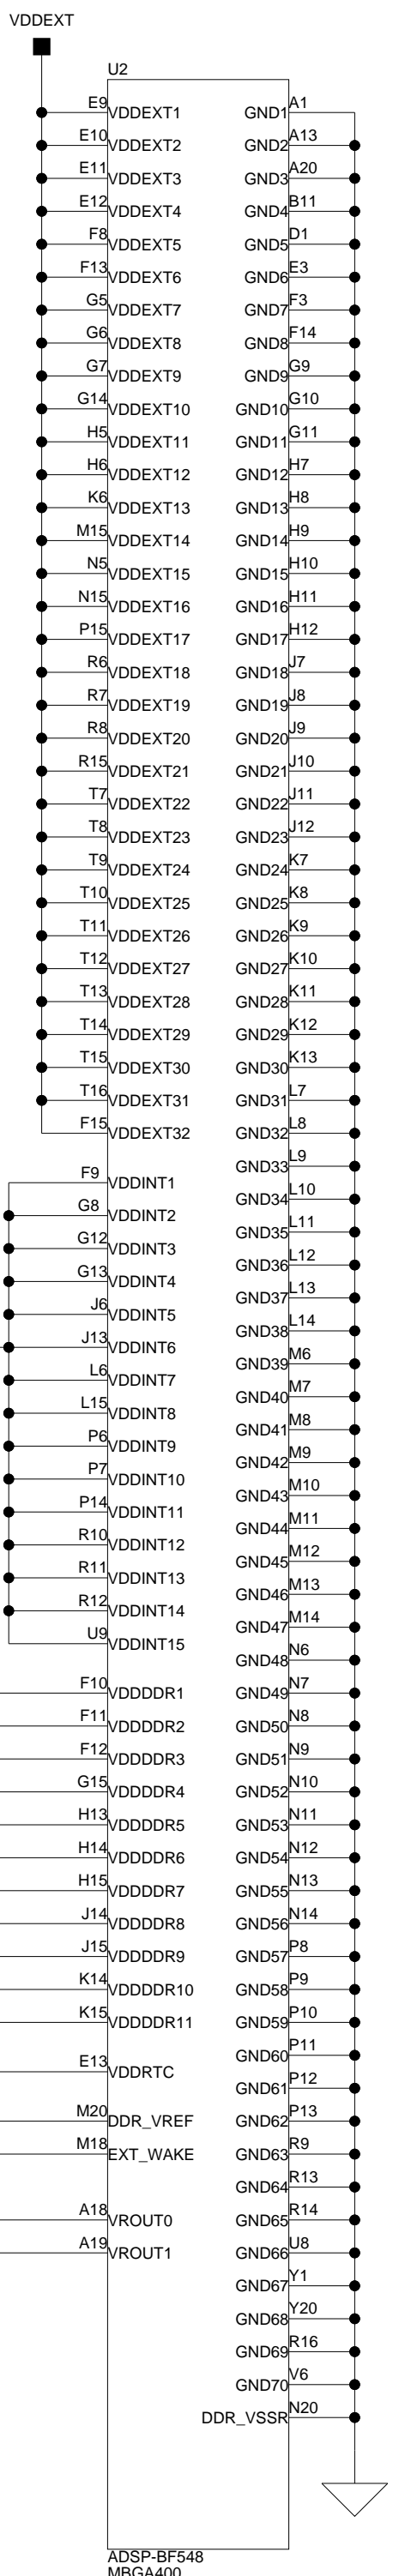 VDDEXT
U2
E9 VDDEXT1 GND1 A1
E10 VDDEXT2 GND2 A13
E11 VDDEXT3 GND3 A20
E12 VDDEXT4 GND4 B11
F8 VDDEXT5 GND5 D1
F13 VDDEXT6 GND6 E3
G5 VDDEXT7 GND7 F3
G6 VDDEXT8 GND8 F14
G7 VDDEXT9 GND9 G9
G14 VDDEXT10 GND10 G10
H5 VDDEXT11 GND11 G11
H6 VDDEXT12 GND12 H7
K6 VDDEXT13 GND13 H8
M15 VDDEXT14 GND14 H9
N5 VDDEXT15 GND15 H10
N15 VDDEXT16 GND16 H11
P15 VDDEXT17 GND17 H12
R6 VDDEXT18 GND18 J7
R7 VDDEXT19 GND19 J8
R8 VDDEXT20 GND20 J9
R15 VDDEXT21 GND21 J10
T7 VDDEXT22 GND22 J11
T8 VDDEXT23 GND23 J12
T9 VDDEXT24 GND24 K7
T10 VDDEXT25 GND25 K8
T11 VDDEXT26 GND26 K9
T12 VDDEXT27 GND27 K10
T13 VDDEXT28 GND28 K11
T14 VDDEXT29 GND29 K12
T15 VDDEXT30 GND30 K13
T16 VDDEXT31 GND31 L7
F15 VDDEXT32 GND32 L8
GND33 L9
F9 VDDINT1
GND34 L10
G8 VDDINT2
GND35 L11
G12 VDDINT3
GND36 L12
G13 VDDINT4
GND37 L13
J6 VDDINT5
GND38 L14
J13 VDDINT6
GND39 M6
L6 VDDINT7
GND40 M7
L15 VDDINT8
GND41 M8
P6 VDDINT9
GND42 M9
P7 VDDINT10
GND43 M10
P14 VDDINT11
GND44 M11
R10 VDDINT12
GND45 M12
R11 VDDINT13
GND46 M13
R12 VDDINT14
GND47 M14
U9 VDDINT15
GND48 N6
F10 VDDDDR1 GND49 N7
F11 VDDDDR2 GND50 N8
F12 VDDDDR3 GND51 N9
G15 VDDDDR4 GND52 N10
H13 VDDDDR5 GND53 N11
H14 VDDDDR6 GND54 N12
H15 VDDDDR7 GND55 N13
J14 VDDDDR8 GND56 N14
J15 VDDDDR9 GND57 P8
K14 VDDDDR10 GND58 P9
K15 VDDDDR11 GND59 P10
GND60 P11
E13 VDDRTC
GND61 P12
M20 DDR_VREF GND62 P13
M18 EXT_WAKE GND63 R9
GND64 R13
A18 VROUT0 GND65 R14
A19 VROUT1 GND66 U8
GND67 Y1
GND68 Y20
GND69 R16
GND70 V6
DDR_VSSR N20
ADSP-BF548
MBGA400